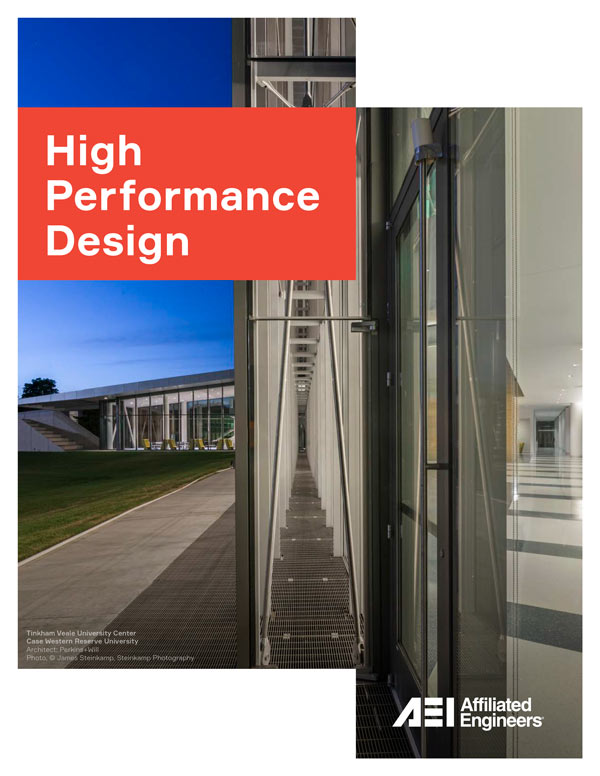 High
Performance
Design
Tinkham Veale University Center
Case Western Reserve University
Architect: Perkins+Will
Photo: © James Steinkamp, Steinkamp Photography
AEI Affiliated
Engineers